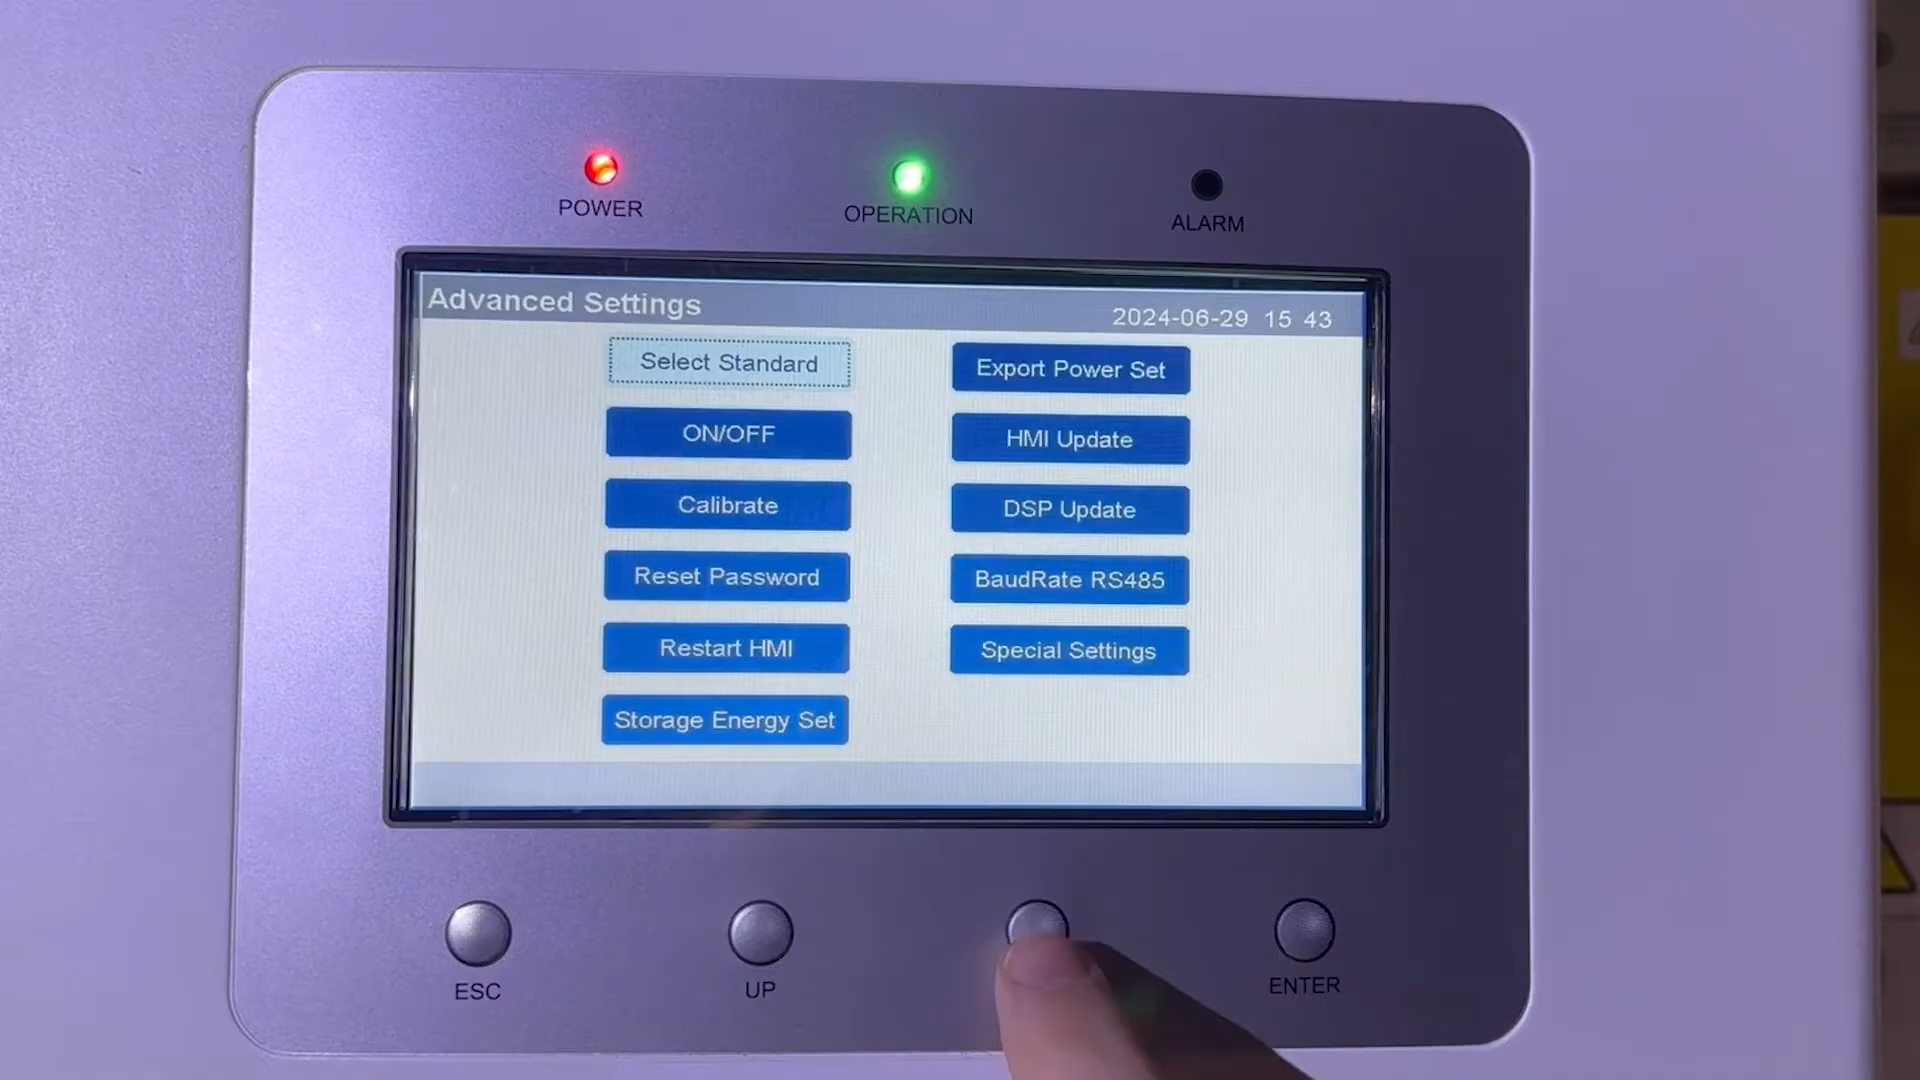 POWER
OPERATION
ALARM
Advanced Settings
2024-06-29 15 43
Select Standard
Export Power Set
ON/OFF
HMI Update
Calibrate
DSP Update
Reset Password
BaudRate RS485
Restart HMI
Special Settings
Storage Energy Set
ESC
UP
ENTER